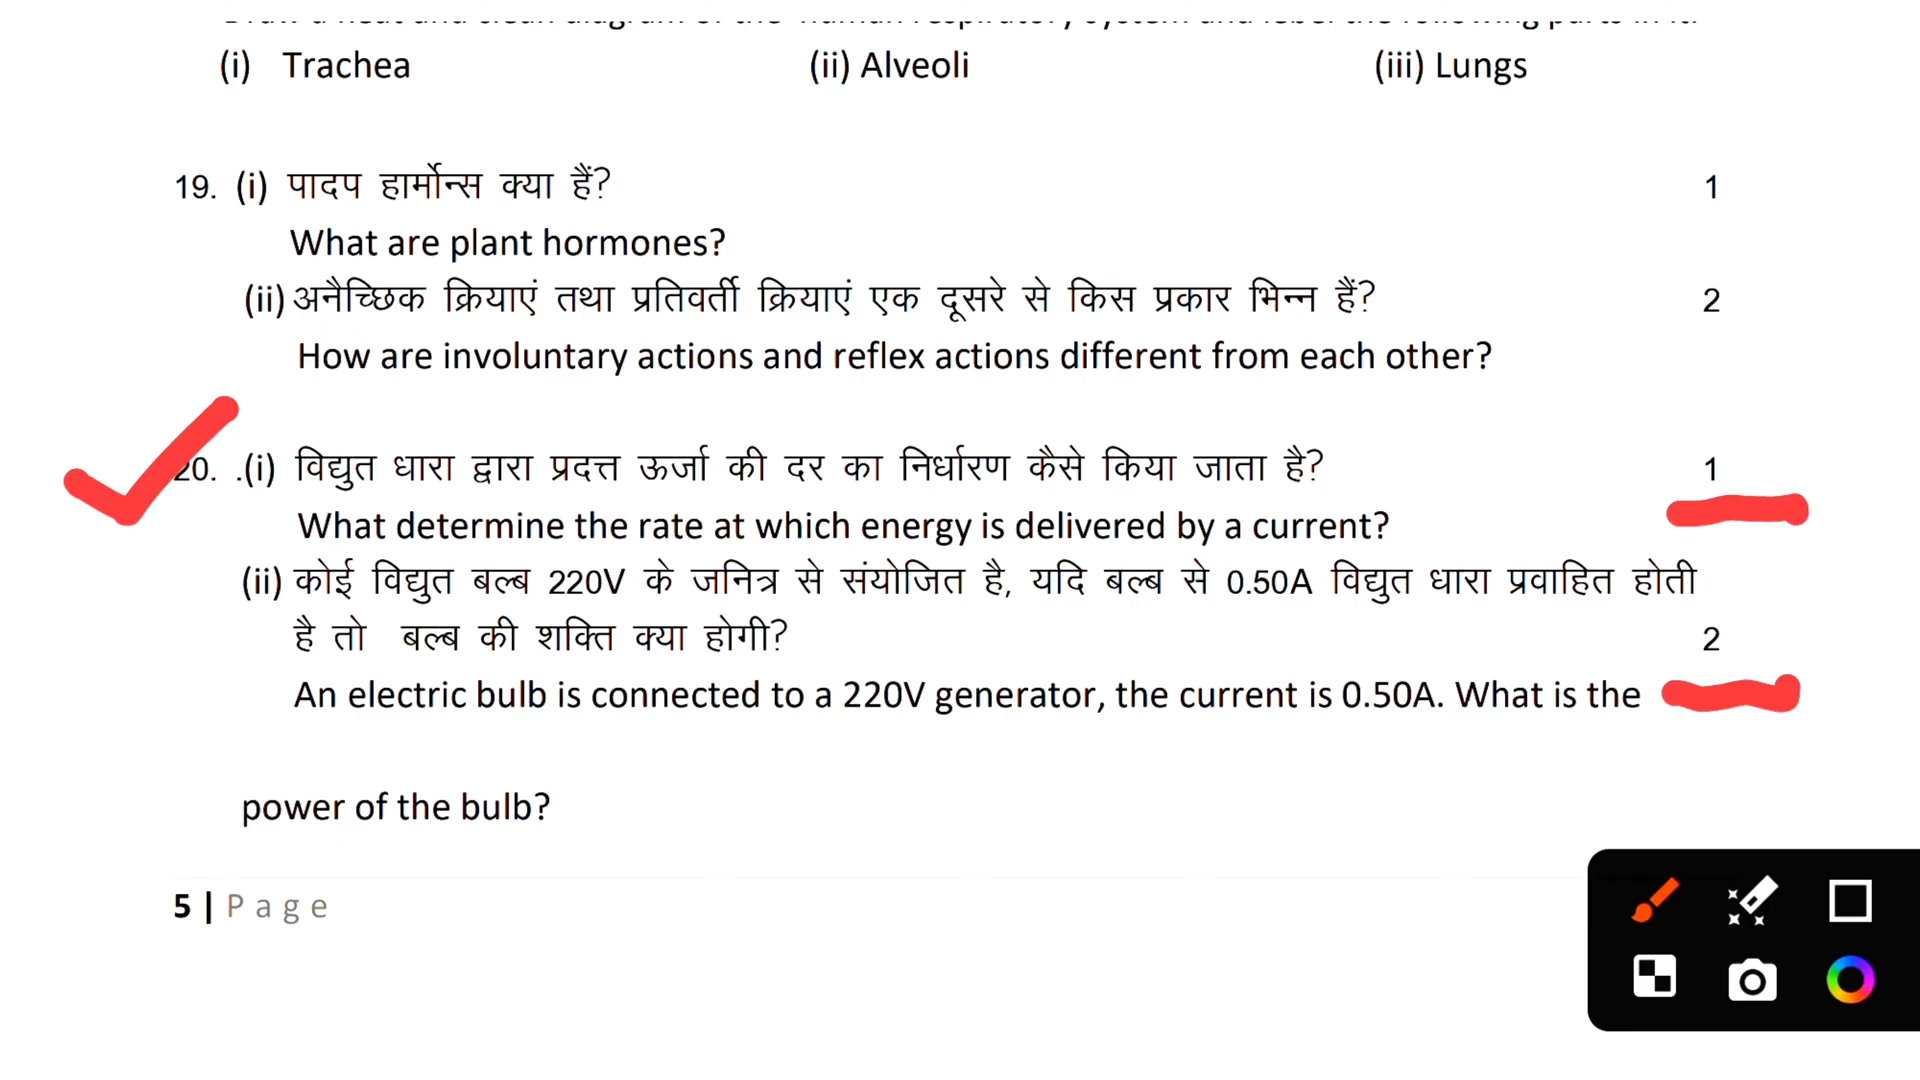 (i) Trachea (ii) Alveoli (iii) Lungs
19. (i) पादप हार्मोन्स क्या हैं? 1
What are plant hormones?
(ii) अनैच्छिक क्रियाएं तथा प्रतिवर्ती क्रियाएं एक दूसरे से किस प्रकार भिन्न हैं? 2
How are involuntary actions and reflex actions different from each other?
20. .(i) विद्युत धारा द्वारा प्रदत्त ऊर्जा की दर का निर्धारण कैसे किया जाता है? 1
What determine the rate at which energy is delivered by a current?
(ii) कोई विद्युत बल्ब 220V के जनित्र से संयोजित है, यदि बल्ब से 0.50A विद्युत धारा प्रवाहित होती
है तो बल्ब की शक्ति क्या होगी? 2
An electric bulb is connected to a 220V generator, the current is 0.50A. What is the
power of the bulb?
5 | Page